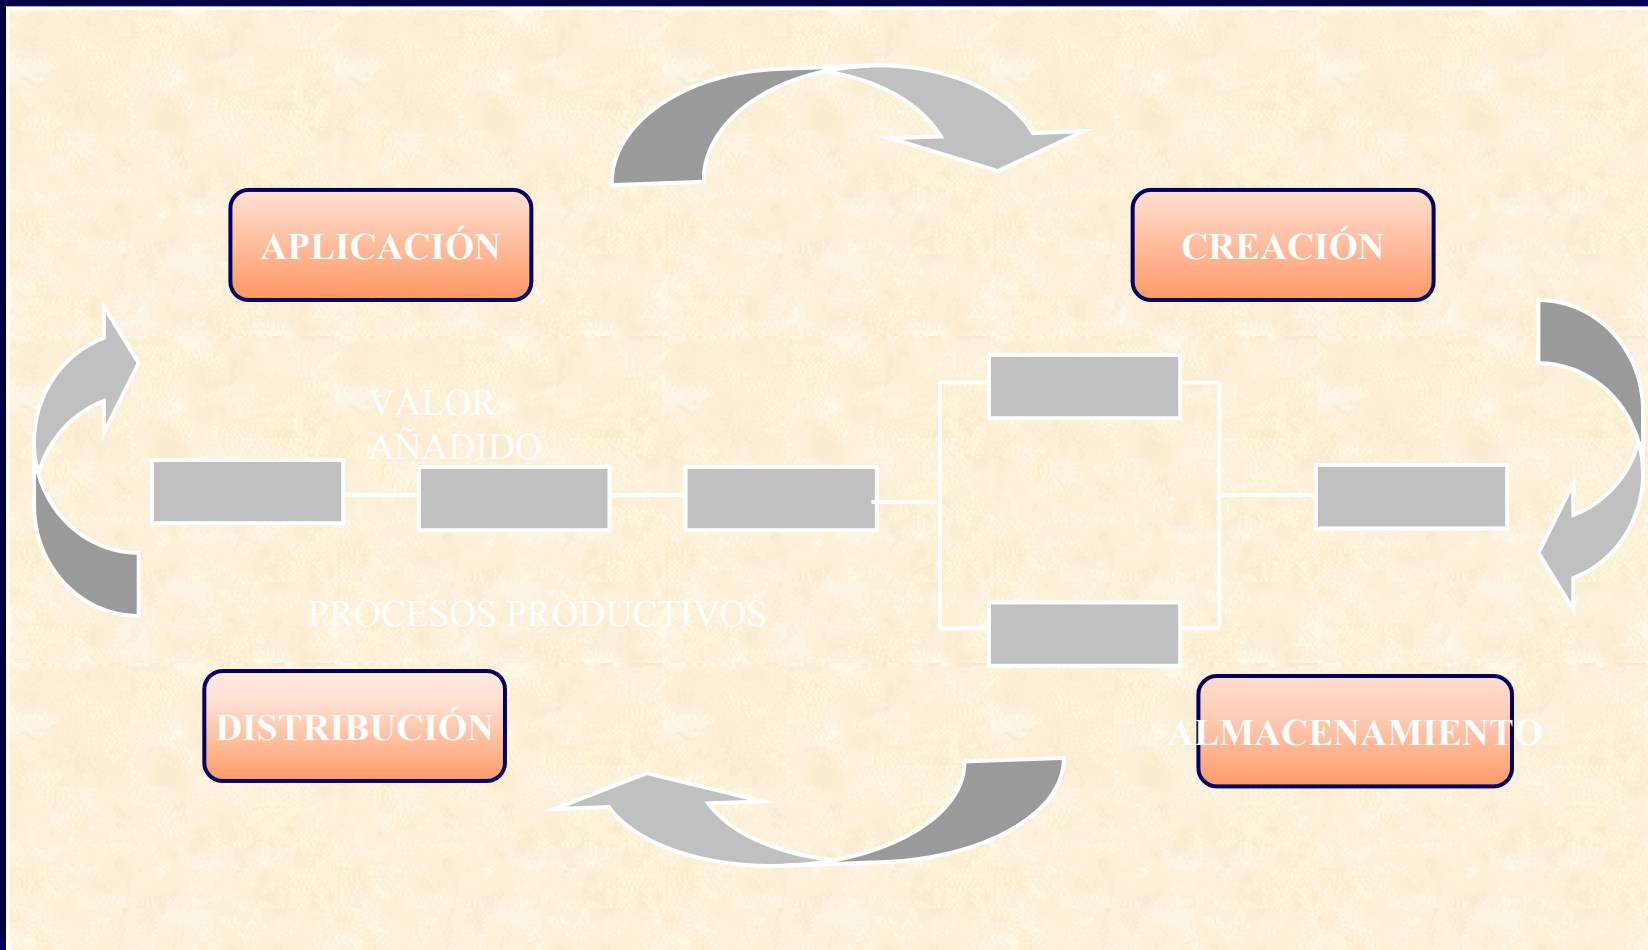 APLICACIÓN
CREACIÓN
VALOR
AÑADIDO
PROCESOS PRODUCTIVOS
DISTRIBUCIÓN
ALMACENAMIENTO